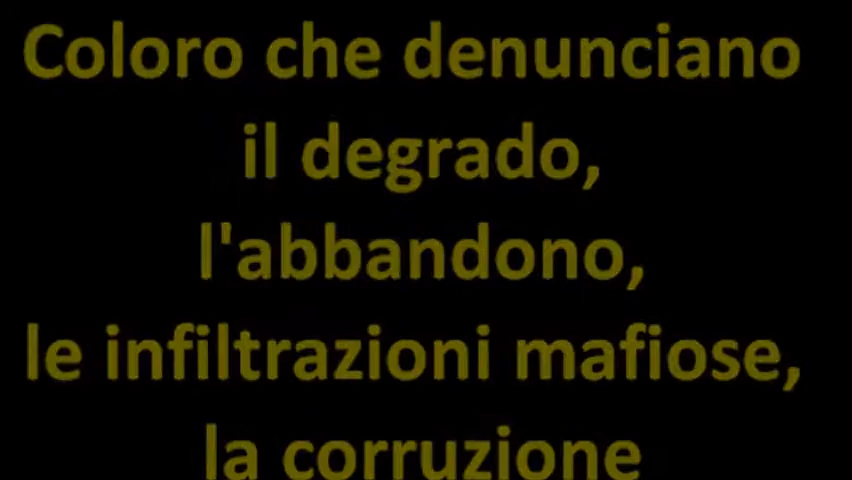 Coloro che denunciano
il degrado,
l'abbandono,
le infiltrazioni mafiose,
la corruzione